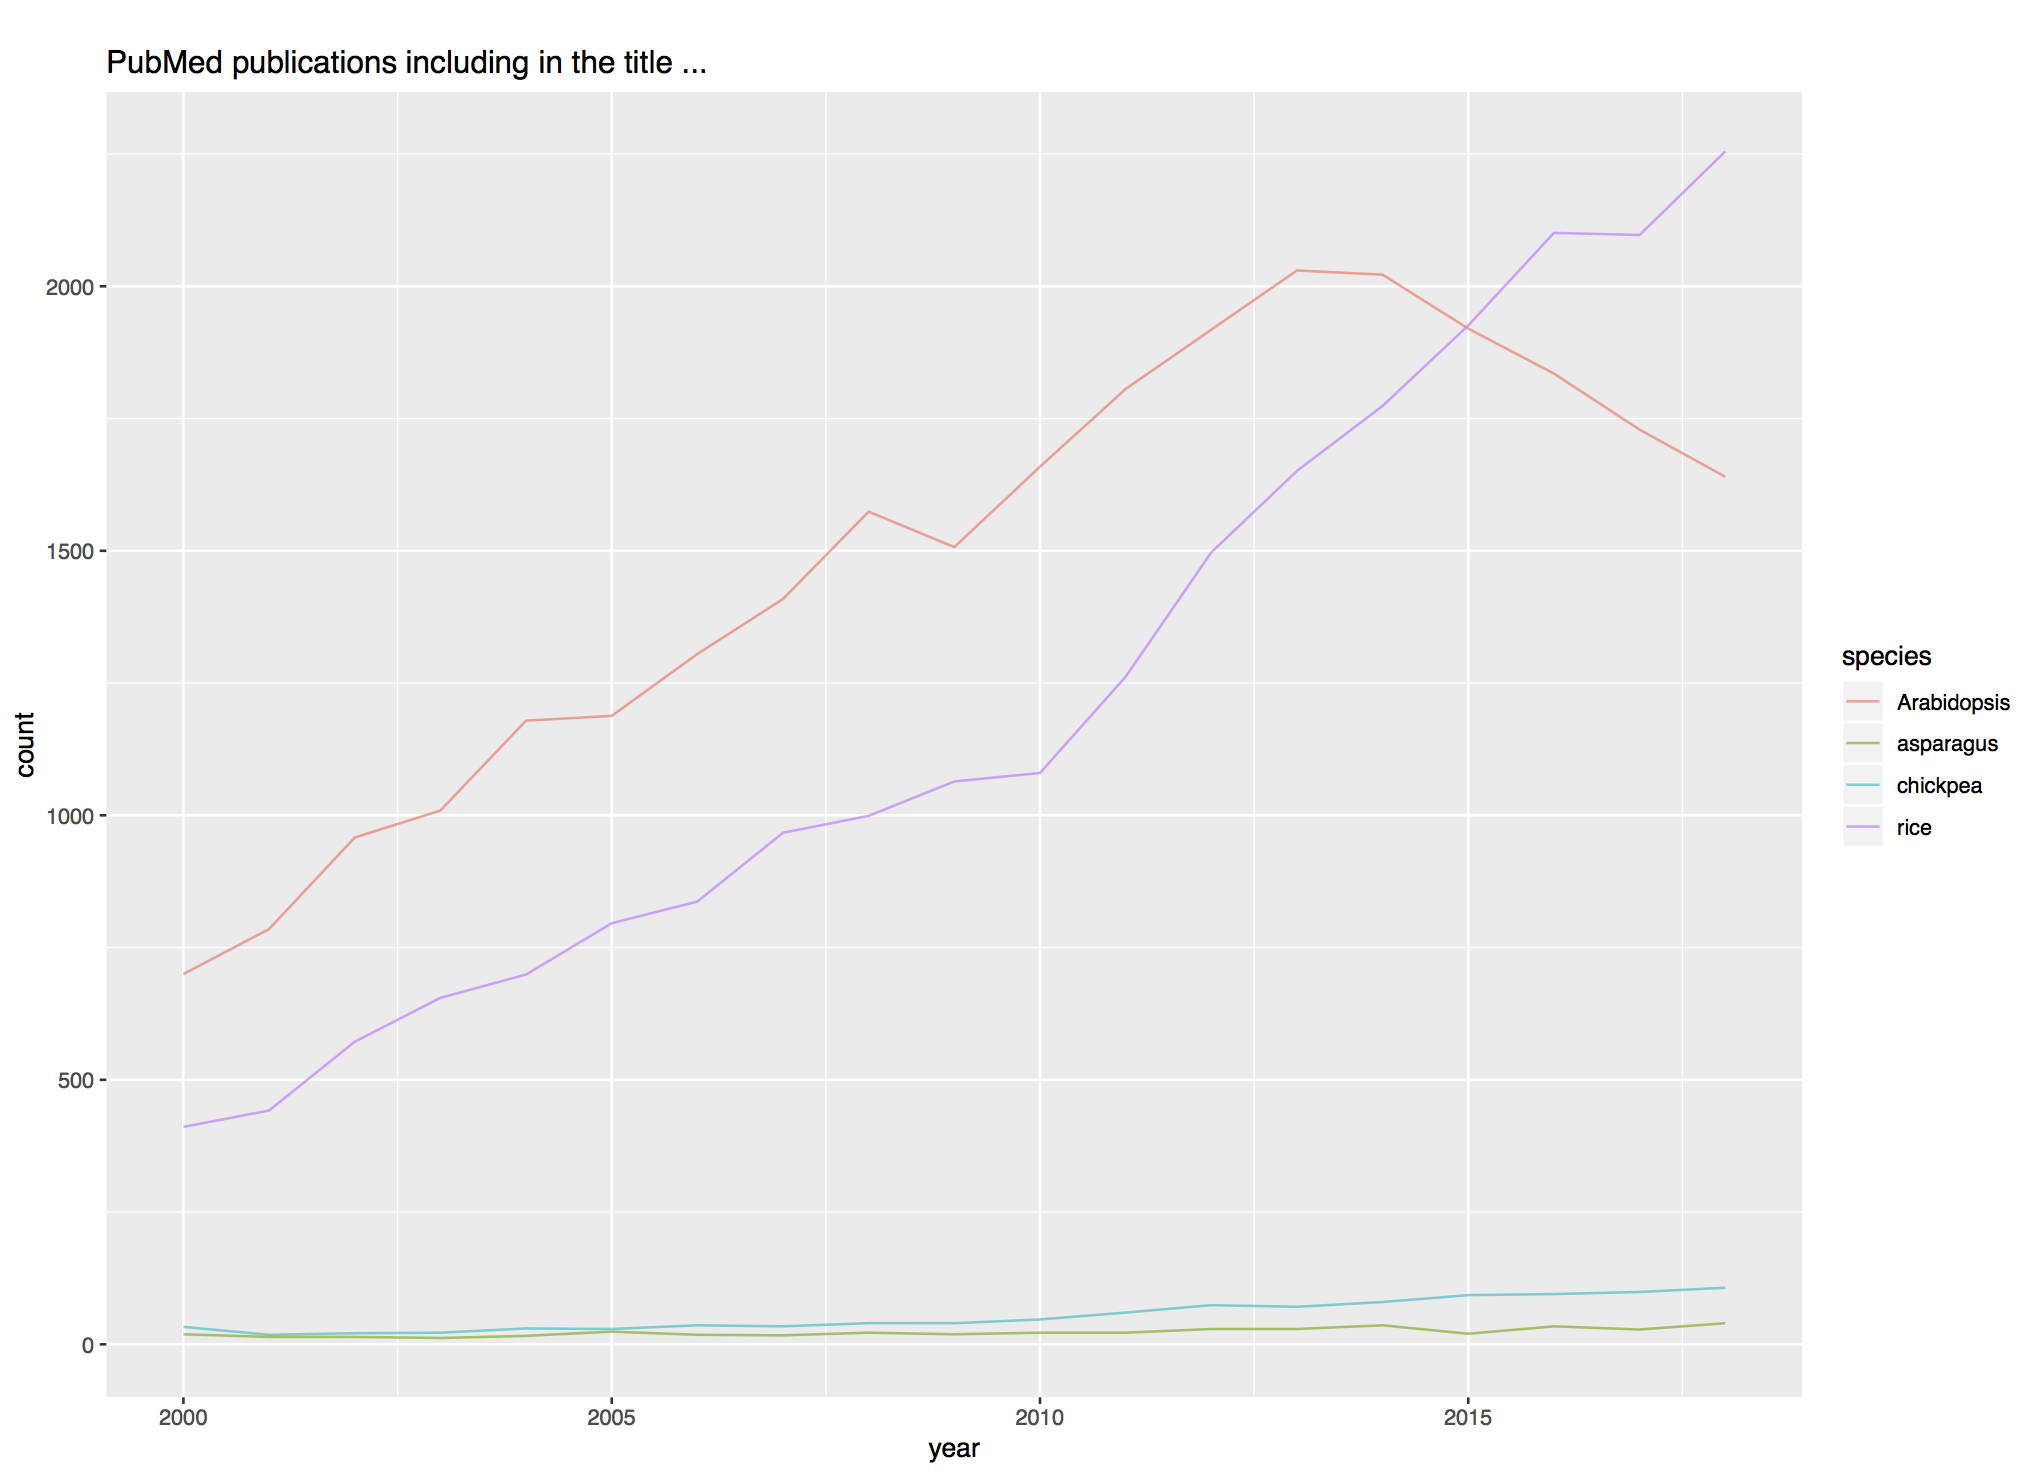 PubMed publications including in the title ...
count
2000
1500
1000
500
0
2000 2005 2010 2015
year
species
Arabidopsis
asparagus
chickpea
rice